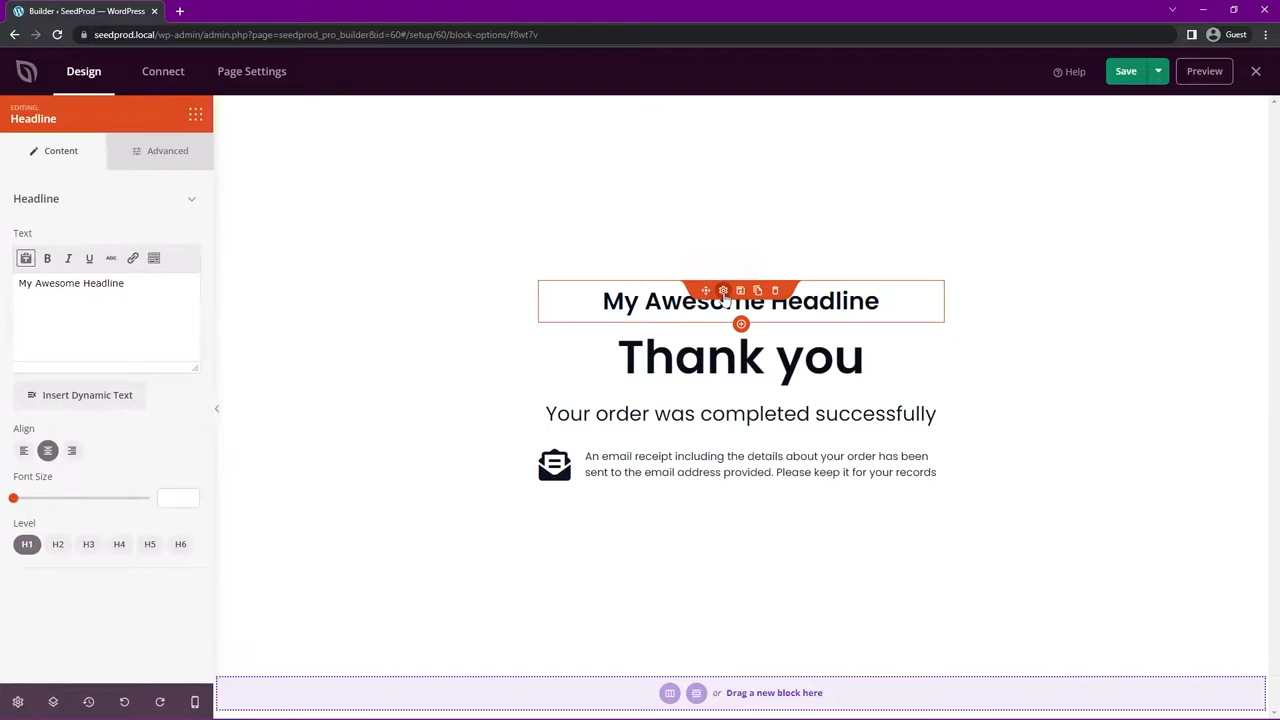 Builder ‹ SeedProd — WordPress
seedprod.local/wp-admin/admin.php?page=seedprod_pro_builder&id=60#/setup/60/block-options/f8wt7v
Guest
Design
Connect
Page Settings
Help
Save
Preview
EDITING:
Headline
Content
Advanced
Headline
Text
B I U ABC
My Awesome Headline
Insert Dynamic Text
Align
Font Size
Level
H1 H2 H3 H4 H5 H6
My Awesome Headline
Thank you
Your order was completed successfully
An email receipt including the details about your order has been
sent to the email address provided. Please keep it for your records
or Drag a new block here